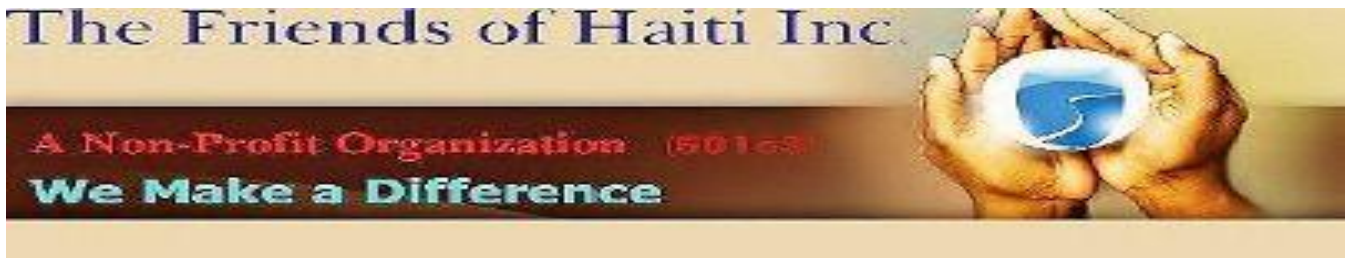 The Friends of Haiti Inc.
A Non-Profit Organization (501c3)
We Make a Difference